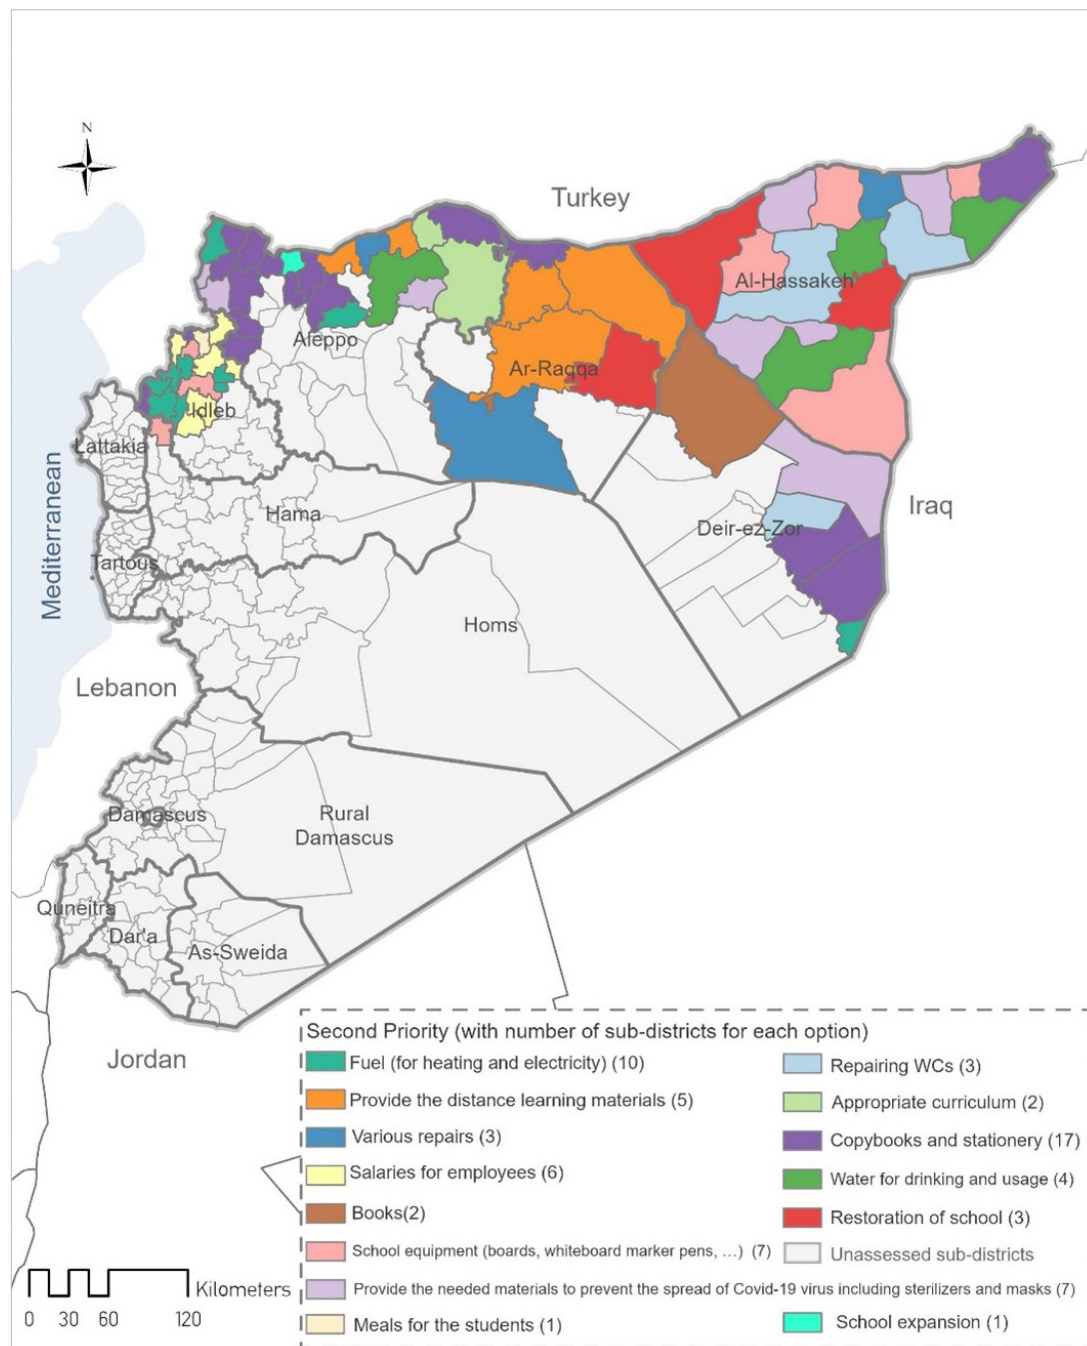 N
Turkey
Al-Hassakeh
Aleppo
Ar-Raqqa
Idleb
Lattakia
Mediterranean
Iraq
Hama
Deir-ez-Zor
Tartous
Homs
Lebanon
Damascus
Rural
Damascus
Quneitra
Dar'a
As-Sweida
Jordan
Second Priority (with number of sub-districts for each option)
Fuel (for heating and electricity) (10)
Provide the distance learning materials (5)
Various repairs (3)
Salaries for employees (6)
Books(2)
School equipment (boards, whiteboard marker pens, …) (7)
Provide the needed materials to prevent the spread of Covid-19 virus including sterilizers and masks (7)
Meals for the students (1)
Repairing WCs (3)
Appropriate curriculum (2)
Copybooks and stationery (17)
Water for drinking and usage (4)
Restoration of school (3)
Unassessed sub-districts
School expansion (1)
Kilometers
0 30 60 120